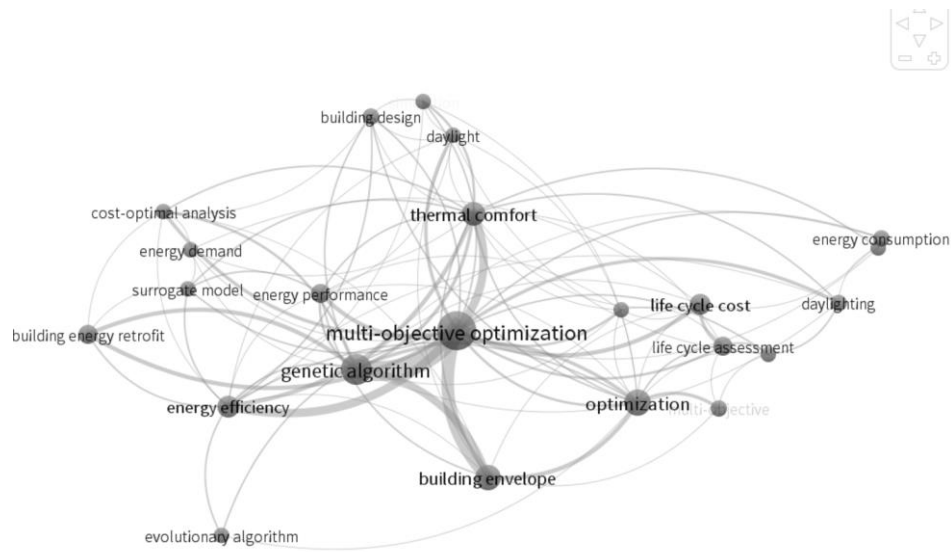 building design
daylight
cost-optimal analysis
thermal comfort
energy consumption
energy demand
surrogate model
energy performance
life cycle cost
daylighting
building energy retrofit
multi-objective optimization
life cycle assessment
genetic algorithm
energy efficiency
optimization
multi-objective
building envelope
evolutionary algorithm